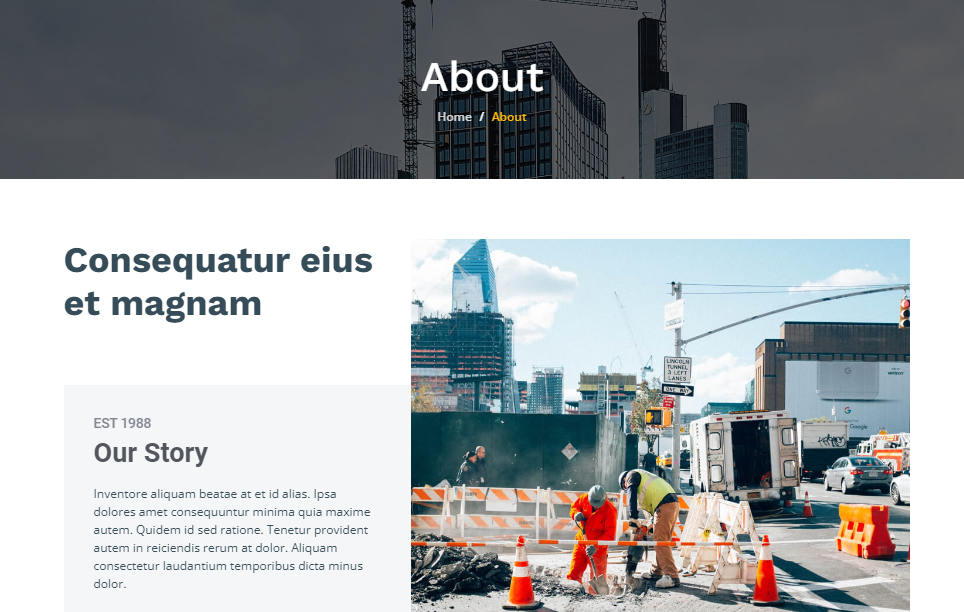 About
Home / About
Consequatur eius
et magnam
EST 1988
Our Story
Inventore aliquam beatae at et id alias. Ipsa
dolores amet consequuntur minima quia maxime
autem. Quidem id sed ratione. Tenetur provident
autem in reiciendis rerum at dolor. Aliquam
consectetur laudantium temporibus dicta minus
dolor.
LINCOLN
TUNNEL
3 LEFT
LANES
ONE WAY
Google
verizon